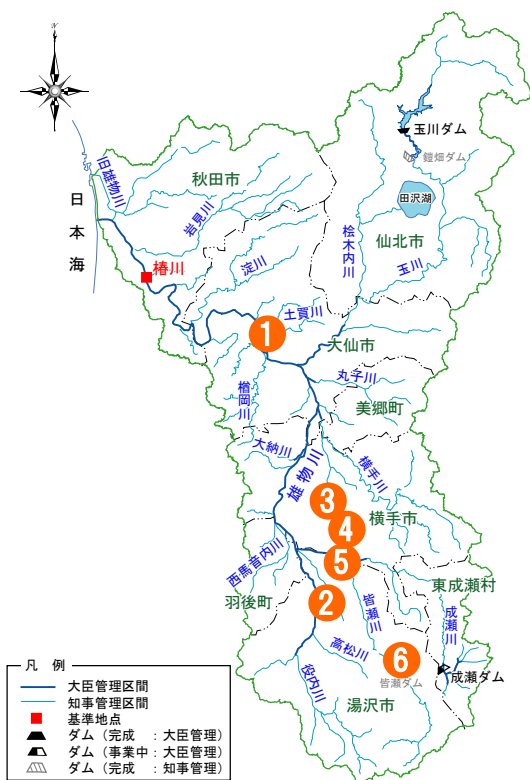 N
玉川ダム
鎧畑ダム
旧雄物川
秋田市
田沢湖
日本海
岩見川
桧木内川
仙北市
玉川
椿川
淀川
土買川
1
大仙市
丸子川
楢岡川
美郷町
大納川
雄物川
横手川
3
4
横手市
5
西馬音内川
東成瀬村
羽後町
2
皆瀬川
成瀬川
高松川
6
成瀬ダム
皆瀬ダム
役内川
湯沢市
凡 例
大臣管理区間
知事管理区間
基準地点
ダム（完成 ：大臣管理）
ダム（事業中：大臣管理）
ダム（完成 ：知事管理）